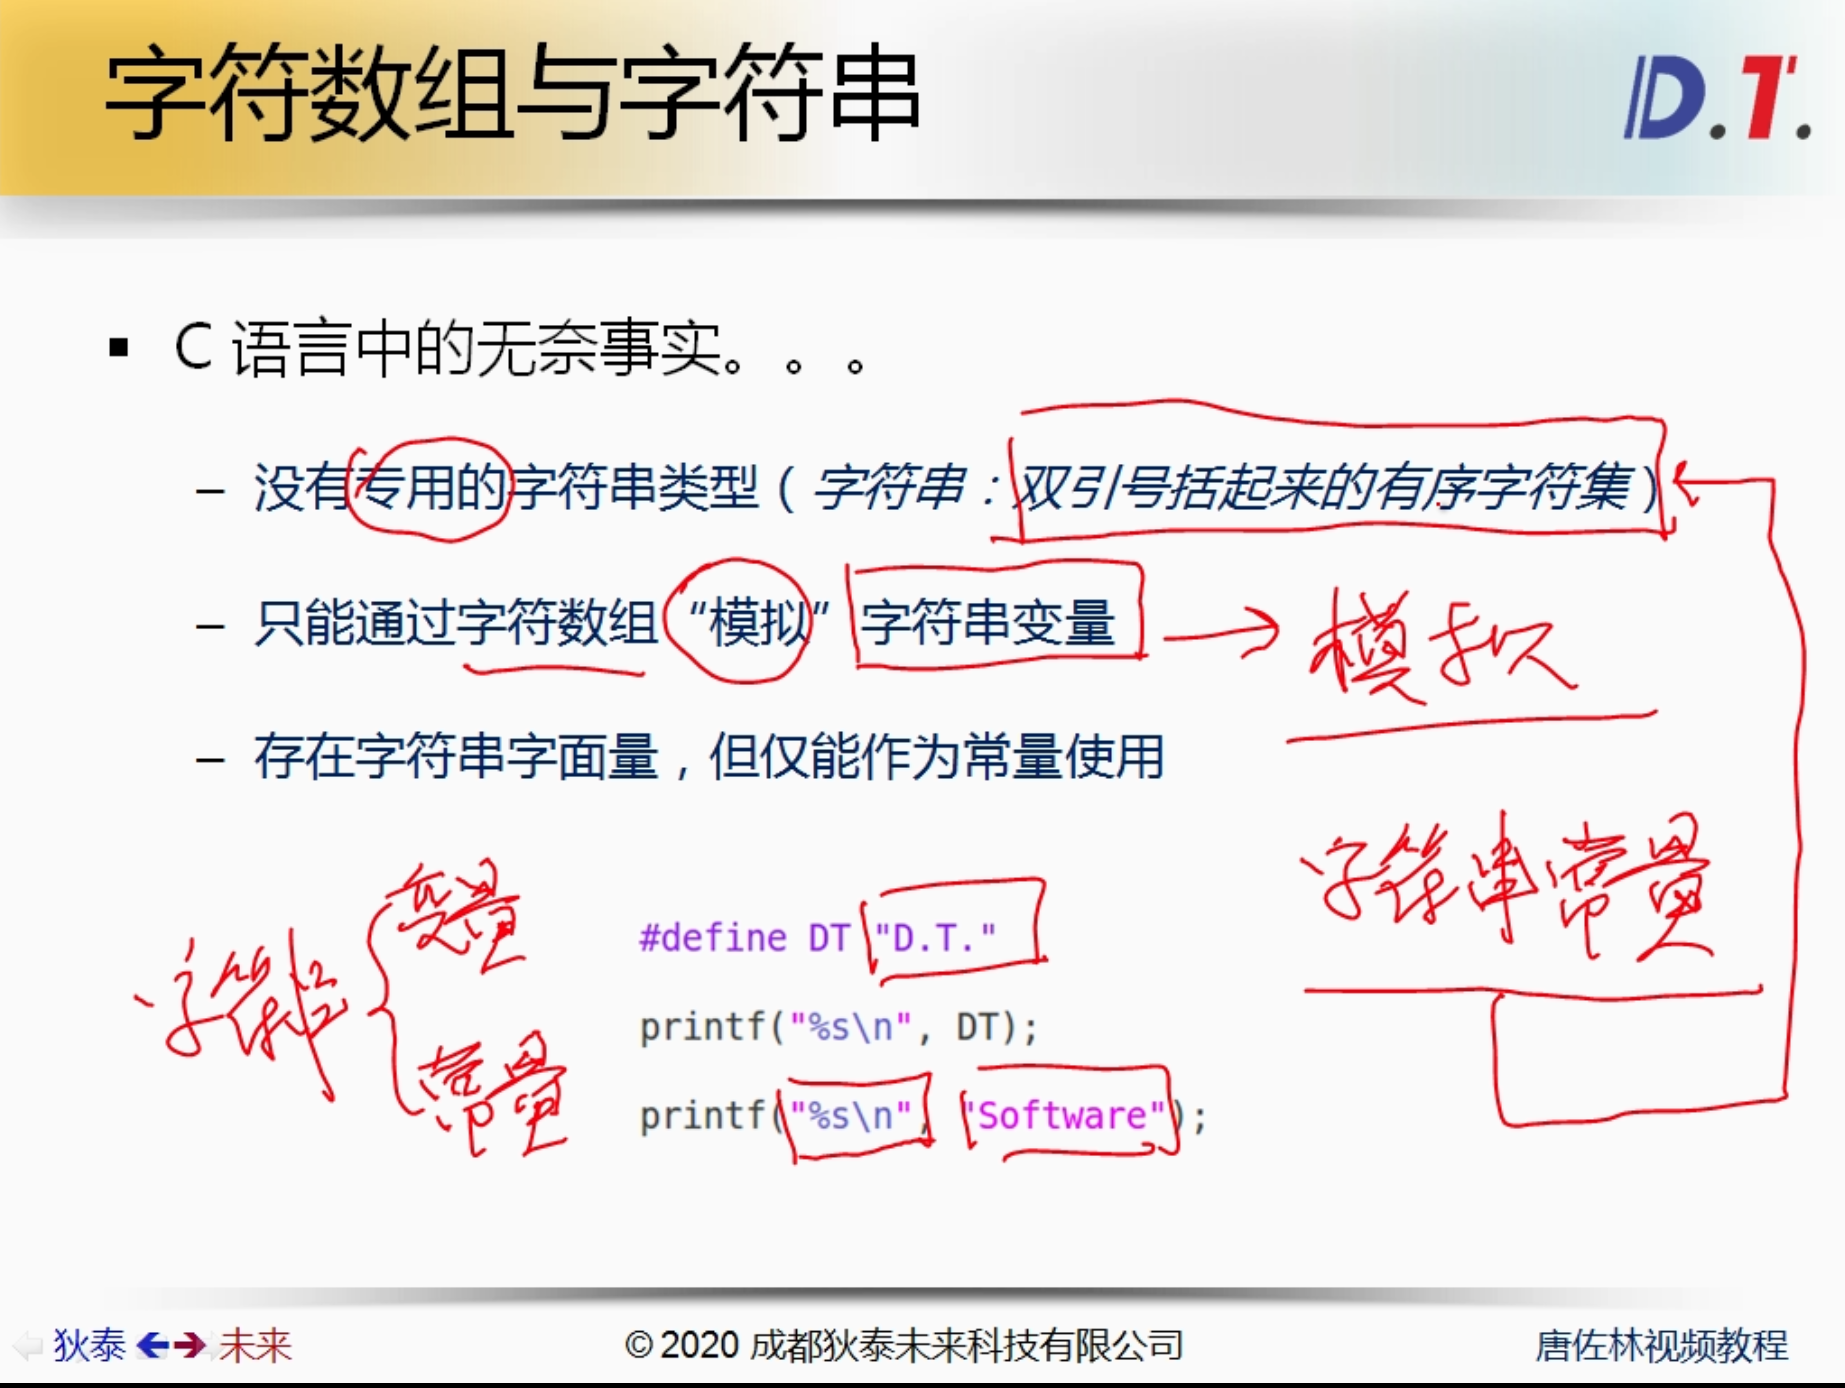 字符数组与字符串
D.T.
▪ C 语言中的无奈事实。。。
– 没有专用的字符串类型（字符串：双引号括起来的有序字符集）
– 只能通过字符数组 “模拟” 字符串变量
模拟
– 存在字符串字面量，但仅能作为常量使用
字符串常量
变量
字符串
常量
#define DT "D.T."
printf("%s\n", DT);
printf("%s\n", "Software");
狄泰 未来
© 2020 成都狄泰未来科技有限公司
唐佐林视频教程